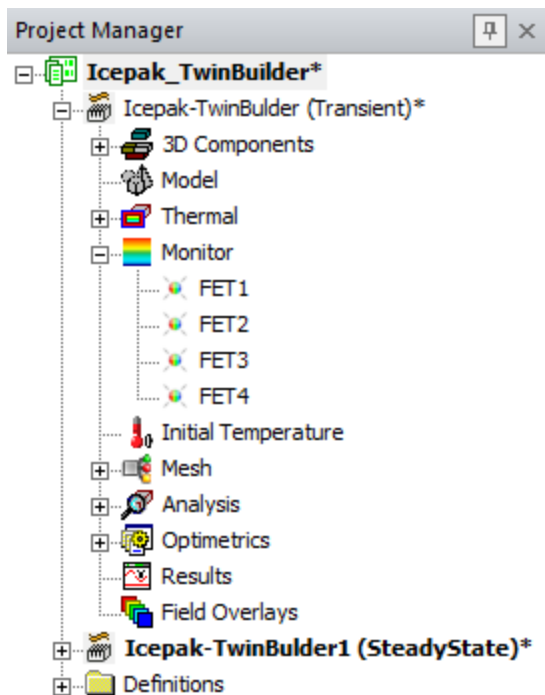 Project Manager
Icepak_TwinBuilder*
Icepak-TwinBulder (Transient)*
3D Components
Model
Thermal
Monitor
FET1
FET2
FET3
FET4
Initial Temperature
Mesh
Analysis
Optimetrics
Results
Field Overlays
Icepak-TwinBulder1 (SteadyState)*
Definitions